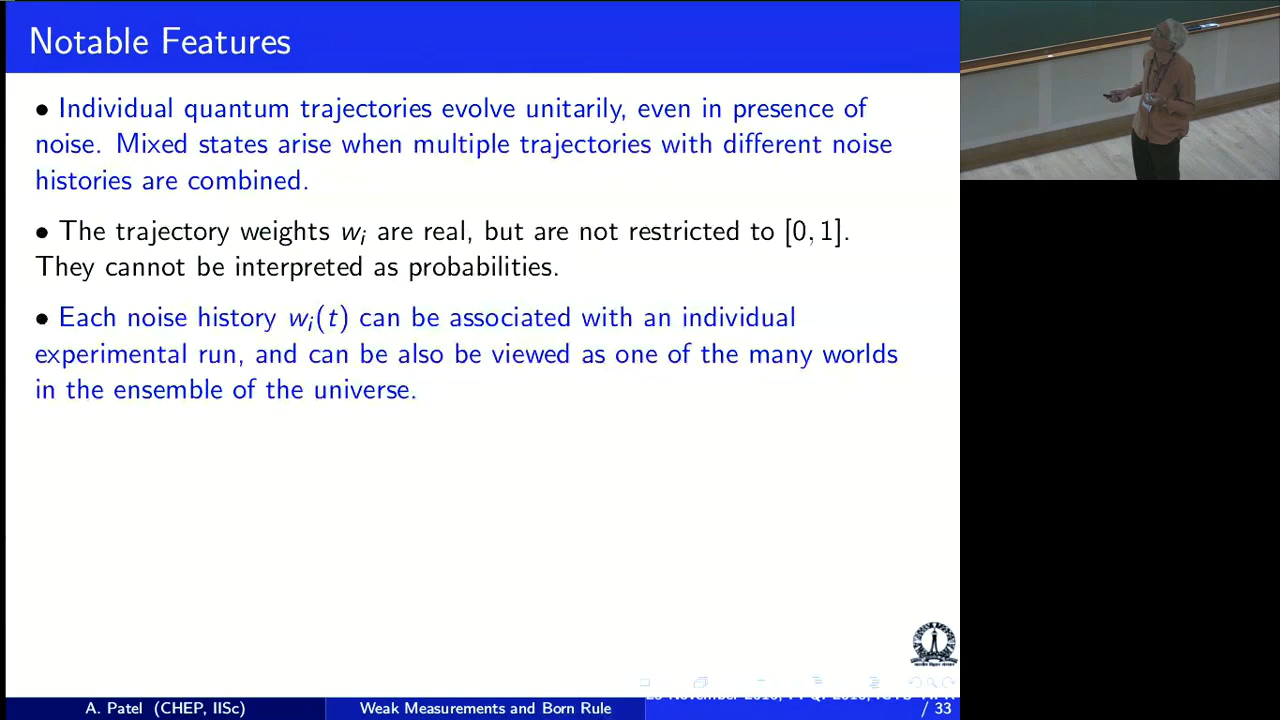 Notable Features
• Individual quantum trajectories evolve unitarily, even in presence of
noise. Mixed states arise when multiple trajectories with different noise
histories are combined.
• The trajectory weights wᵢ are real, but are not restricted to [0, 1].
They cannot be interpreted as probabilities.
• Each noise history wᵢ(t) can be associated with an individual
experimental run, and can be also be viewed as one of the many worlds
in the ensemble of the universe.
A. Patel (CHEP, IISc)
Weak Measurements and Born Rule
/ 33